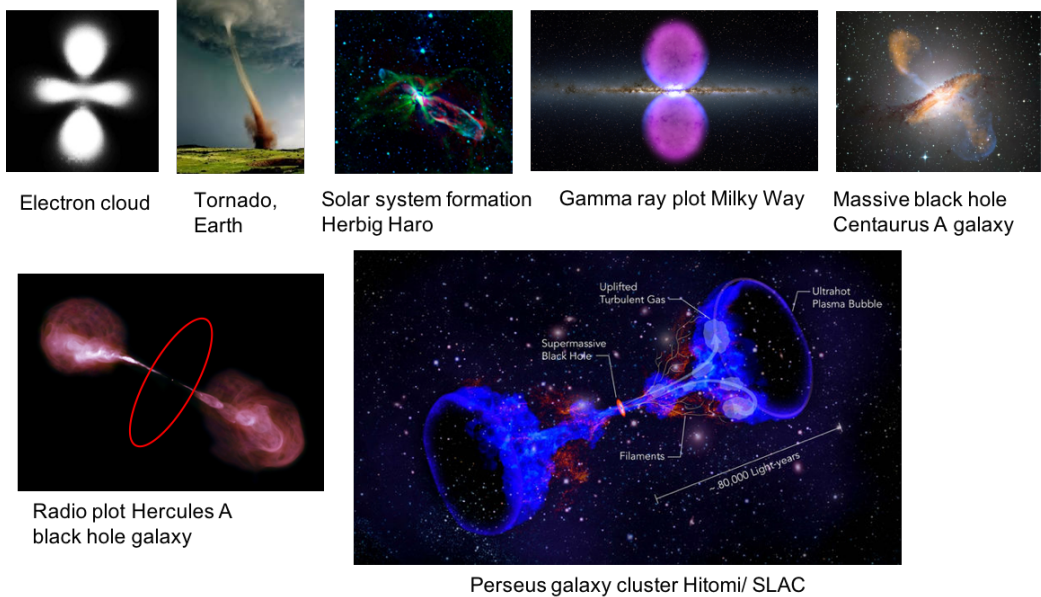 Electron cloud
Tornado,
Earth
Solar system formation
Herbig Haro
Gamma ray plot Milky Way
Massive black hole
Centaurus A galaxy
Uplifted
Turbulent Gas
Ultrahot
Plasma Bubble
Supermassive
Black Hole
Filaments
~80,000 Light-years
Radio plot Hercules A
black hole galaxy
Perseus galaxy cluster Hitomi/ SLAC